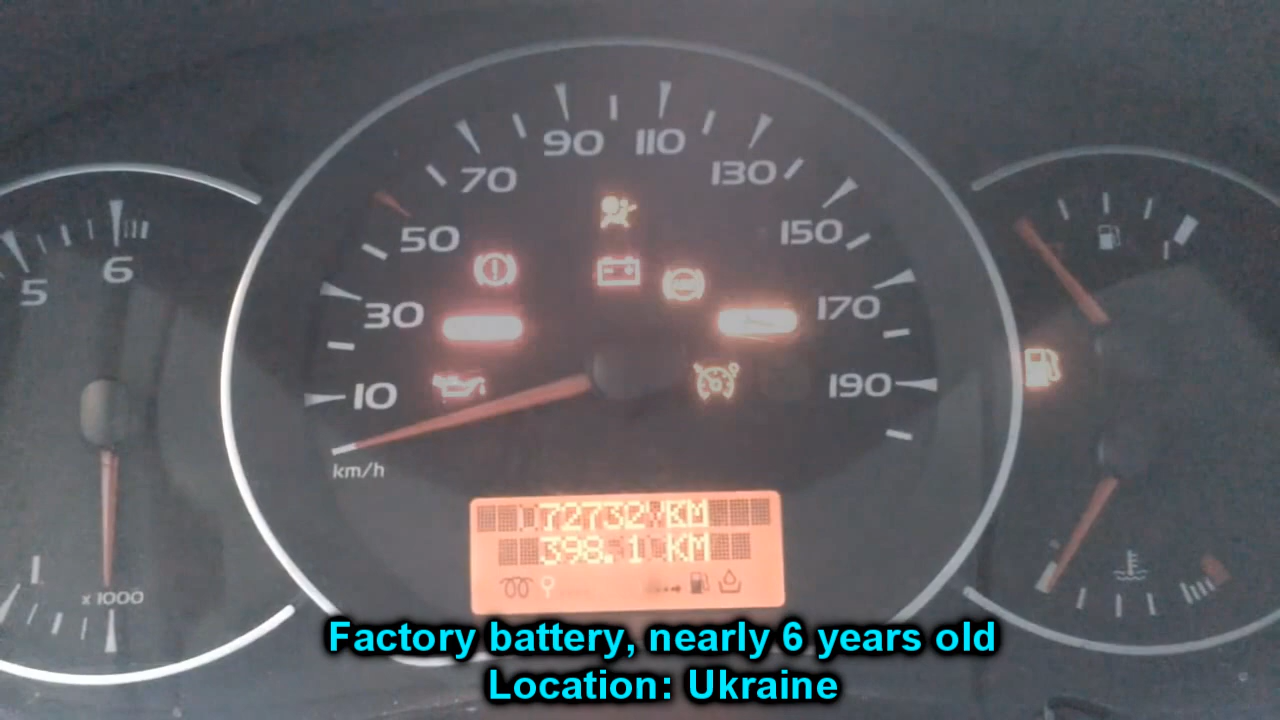 90 110
70 130
50 150
6
5
30 170
10 190
km/h
72732 KM
398.1 KM
x 1000
Factory battery, nearly 6 years old
Location: Ukraine